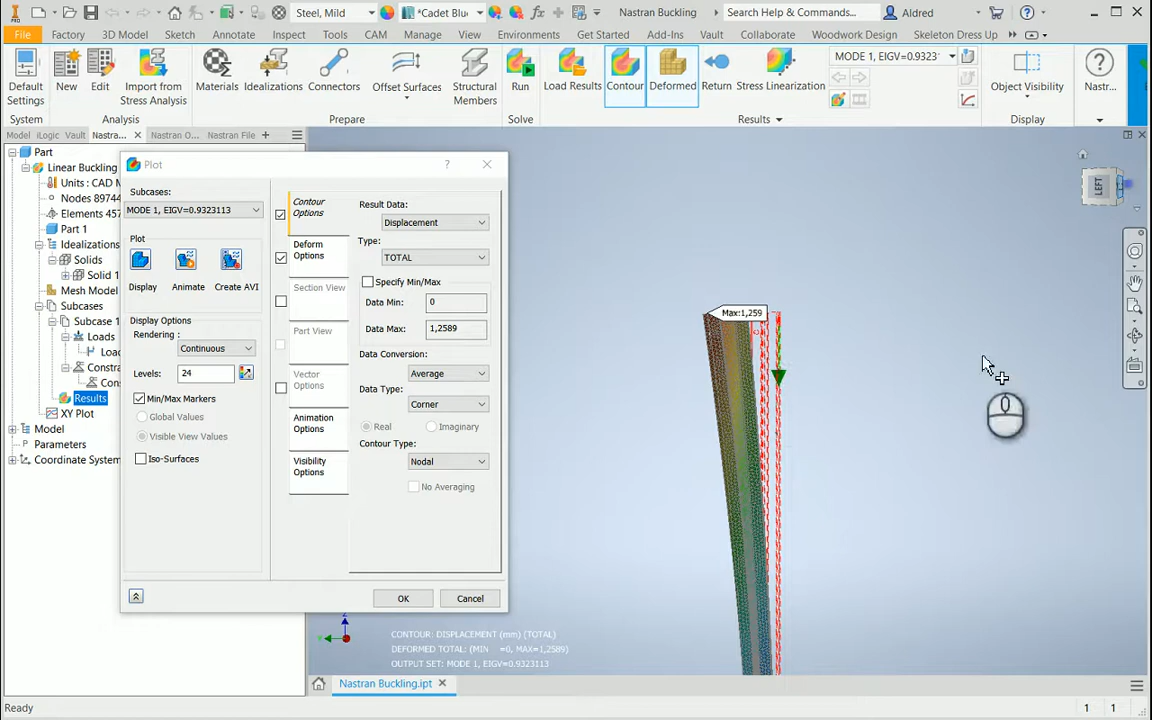 Steel, Mild
*Cadet Blu
Nastran Buckling
Search Help & Commands...
Aldred
File
Factory
3D Model
Sketch
Annotate
Inspect
Tools
CAM
Manage
View
Environments
Get Started
Add-Ins
Vault
Collaborate
Woodwork Design
Skeleton Dress Up
Default Settings
New
Edit
Import from Stress Analysis
Materials
Idealizations
Connectors
Offset Surfaces
Structural Members
Run
Load Results
Contour
Deformed
Return
Stress Linearization
MODE 1, EIGV=0.9323
Object Visibility
Nastr...
System
Analysis
Prepare
Solve
Results
Display
Model
iLogic
Vault
Nastra...
Nastran O...
Nastran File
Part
Linear Buckling
Units : CAD M
Nodes 89744
Elements 457
Part 1
Idealizations
Solids
Solid 1
Mesh Model
Subcases
Subcase 1
Loads
Loa
Constra
Con
Results
XY Plot
Model
Parameters
Coordinate System
Plot
?
Subcases:
MODE 1, EIGV=0.9323113
Plot
Display
Animate
Create AVI
Display Options
Rendering :
Continuous
Levels:
24
Min/Max Markers
Global Values
Visible View Values
Iso-Surfaces
Contour Options
Deform Options
Section View
Part View
Vector Options
Animation Options
Visibility Options
Result Data:
Displacement
Type:
TOTAL
Specify Min/Max
Data Min:
0
Data Max:
1,2589
Data Conversion:
Average
Data Type:
Corner
Real
Imaginary
Contour Type:
Nodal
No Averaging
OK
Cancel
Max:1,259
LEFT
CONTOUR: DISPLACEMENT (mm) (TOTAL)
DEFORMED TOTAL: (MIN =0, MAX=1,2589)
OUTPUT SET: MODE 1, EIGV=0.9323113
Nastran Buckling.ipt
Ready
1
1